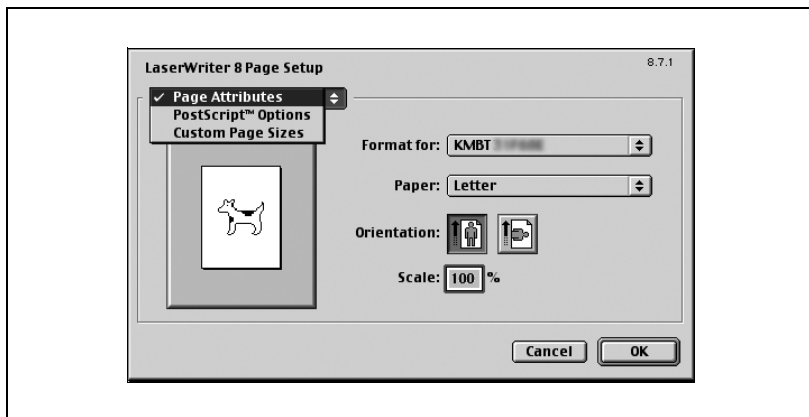 LaserWriter 8 Page Setup
8.7.1
✓ Page Attributes
PostScript™ Options
Custom Page Sizes
Format for: KMBT
Paper: Letter
Orientation:
Scale: 100 %
Cancel
OK